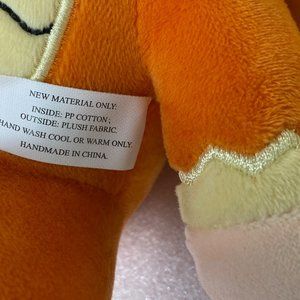 NEW MATERIAL ONLY:
INSIDE: PP COTTON;
OUTSIDE: PLUSH FABRIC.
HAND WASH COOL OR WARM ONLY.
HANDMADE IN CHINA.